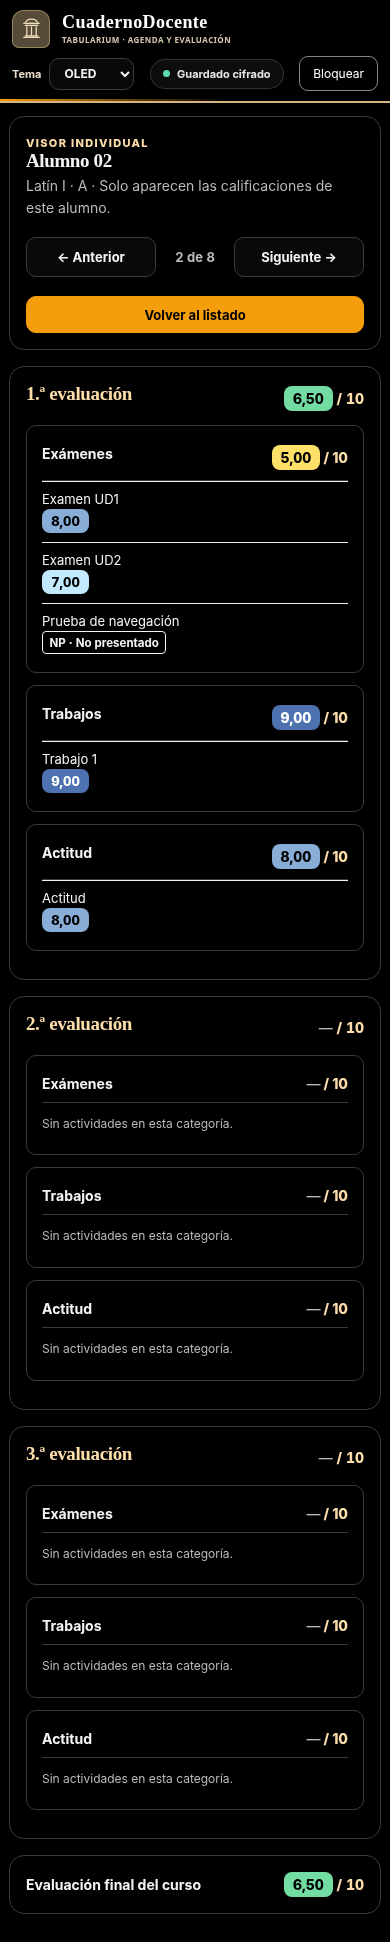 CuadernoDocente
TABULARIUM · AGENDA Y EVALUACIÓN
Tema OLED Guardado cifrado Bloquear
VISOR INDIVIDUAL
Alumno 02
Latín I · A · Solo aparecen las calificaciones de
este alumno.
← Anterior 2 de 8 Siguiente →
Volver al listado
1.ª evaluación 6,50 / 10
Exámenes 5,00 / 10
Examen UD1
8,00
Examen UD2
7,00
Prueba de navegación
NP · No presentado
Trabajos 9,00 / 10
Trabajo 1
9,00
Actitud 8,00 / 10
Actitud
8,00
2.ª evaluación — / 10
Exámenes — / 10
Sin actividades en esta categoría.
Trabajos — / 10
Sin actividades en esta categoría.
Actitud — / 10
Sin actividades en esta categoría.
3.ª evaluación — / 10
Exámenes — / 10
Sin actividades en esta categoría.
Trabajos — / 10
Sin actividades en esta categoría.
Actitud — / 10
Sin actividades en esta categoría.
Evaluación final del curso 6,50 / 10